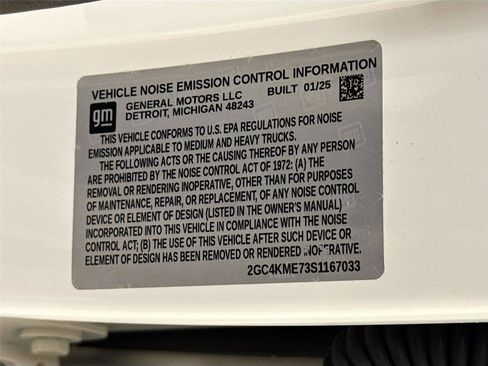 VEHICLE NOISE EMISSION CONTROL INFORMATION
gm GENERAL MOTORS LLC BUILT 01/25
DETROIT, MICHIGAN 48243
THIS VEHICLE CONFORMS TO U.S. EPA REGULATIONS FOR NOISE
EMISSION APPLICABLE TO MEDIUM AND HEAVY TRUCKS.
THE FOLLOWING ACTS OR THE CAUSING THEREOF BY ANY PERSON
ARE PROHIBITED BY THE NOISE CONTROL ACT OF 1972: (A) THE
REMOVAL OR RENDERING INOPERATIVE, OTHER THAN FOR PURPOSES
OF MAINTENANCE, REPAIR, OR REPLACEMENT, OF ANY NOISE CONTROL
DEVICE OR ELEMENT OF DESIGN (LISTED IN THE OWNER'S MANUAL)
INCORPORATED INTO THIS VEHICLE IN COMPLIANCE WITH THE NOISE
CONTROL ACT; (B) THE USE OF THIS VEHICLE AFTER SUCH DEVICE OR
ELEMENT OF DESIGN HAS BEEN REMOVED OR RENDERED INOPERATIVE.
2GC4KME73S1167033